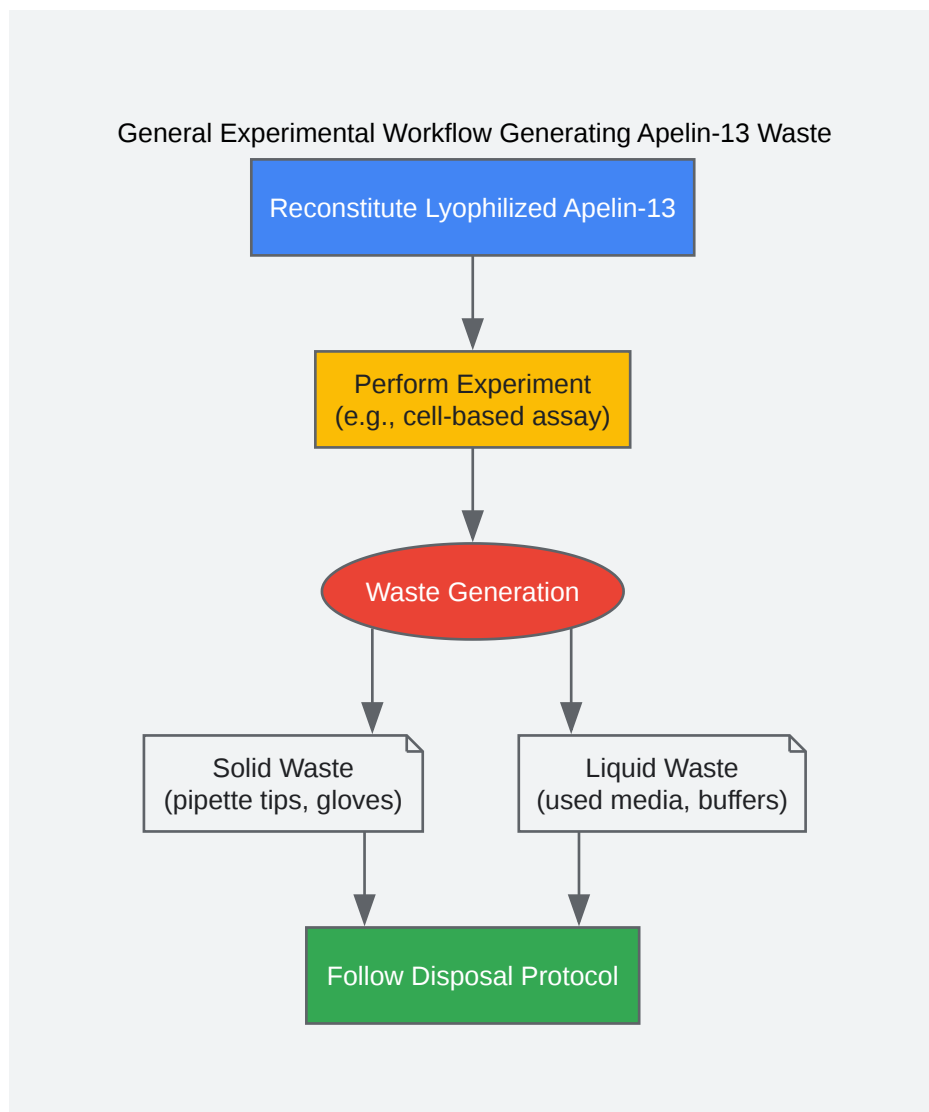 General Experimental Workflow Generating Apelin-13 Waste
Reconstitute Lyophilized Apelin-13
Perform Experiment
(e.g., cell-based assay)
Waste Generation
Solid Waste
(pipette tips, gloves)
Liquid Waste
(used media, buffers)
Follow Disposal Protocol